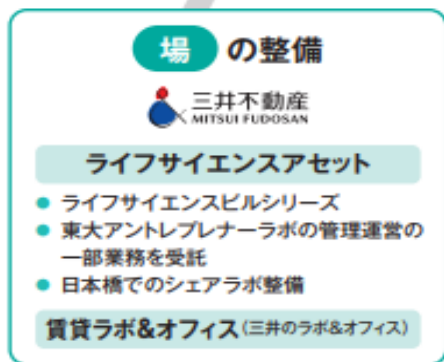 場 の整備
三井不動産
MITSUI FUDOSAN
ライフサイエンスアセット
● ライフサイエンスビルシリーズ
● 東大アントレプレナーラボの管理運営の
一部業務を受託
● 日本橋でのシェアラボ整備
賃貸ラボ&オフィス(三井のラボ&オフィス)